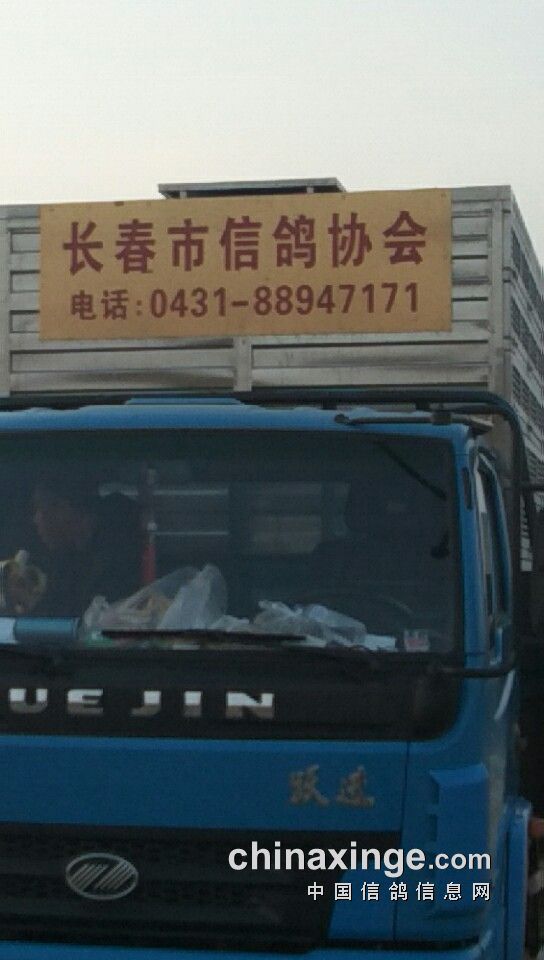 长春市信鸽协会
电话：0431-88947171
UEJIN
跃进
chinaxinge.com
中国信鸽信息网